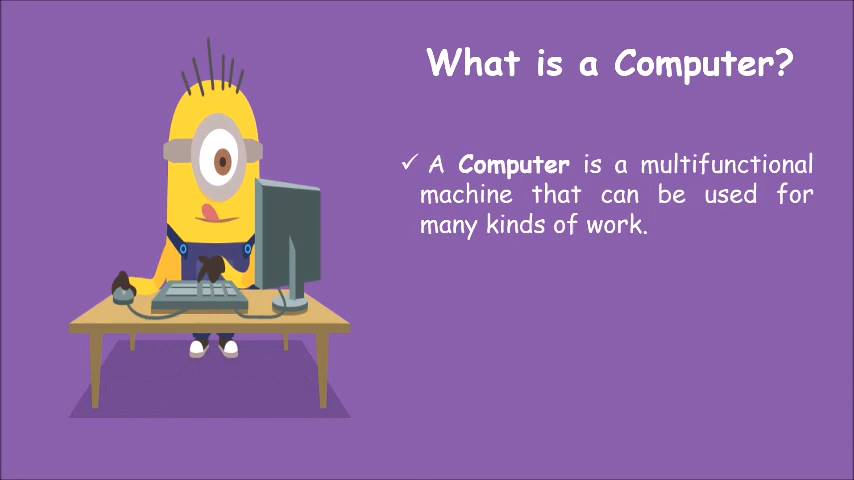 What is a Computer?
✓ A Computer is a multifunctional
machine that can be used for
many kinds of work.